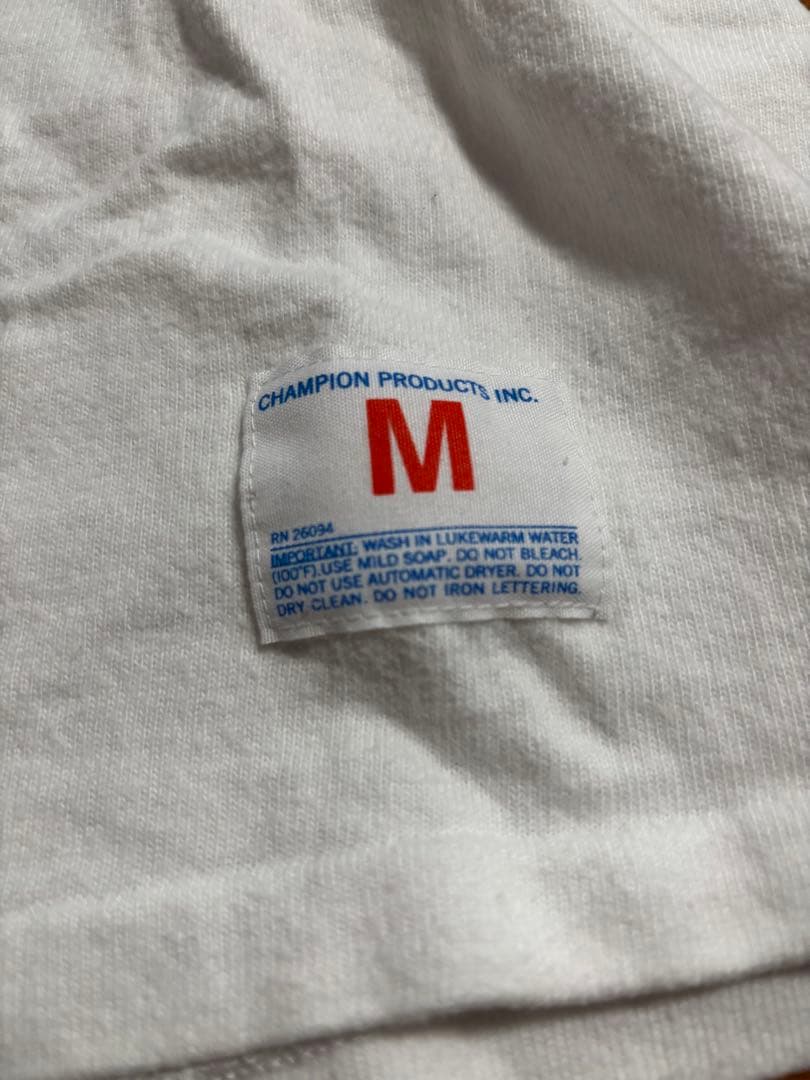 CHAMPION PRODUCTS INC.
M
RN 26094
IMPORTANT: WASH IN LUKEWARM WATER
(100°F). USE MILD SOAP. DO NOT BLEACH.
DO NOT USE AUTOMATIC DRYER. DO NOT
DRY CLEAN. DO NOT IRON LETTERING.